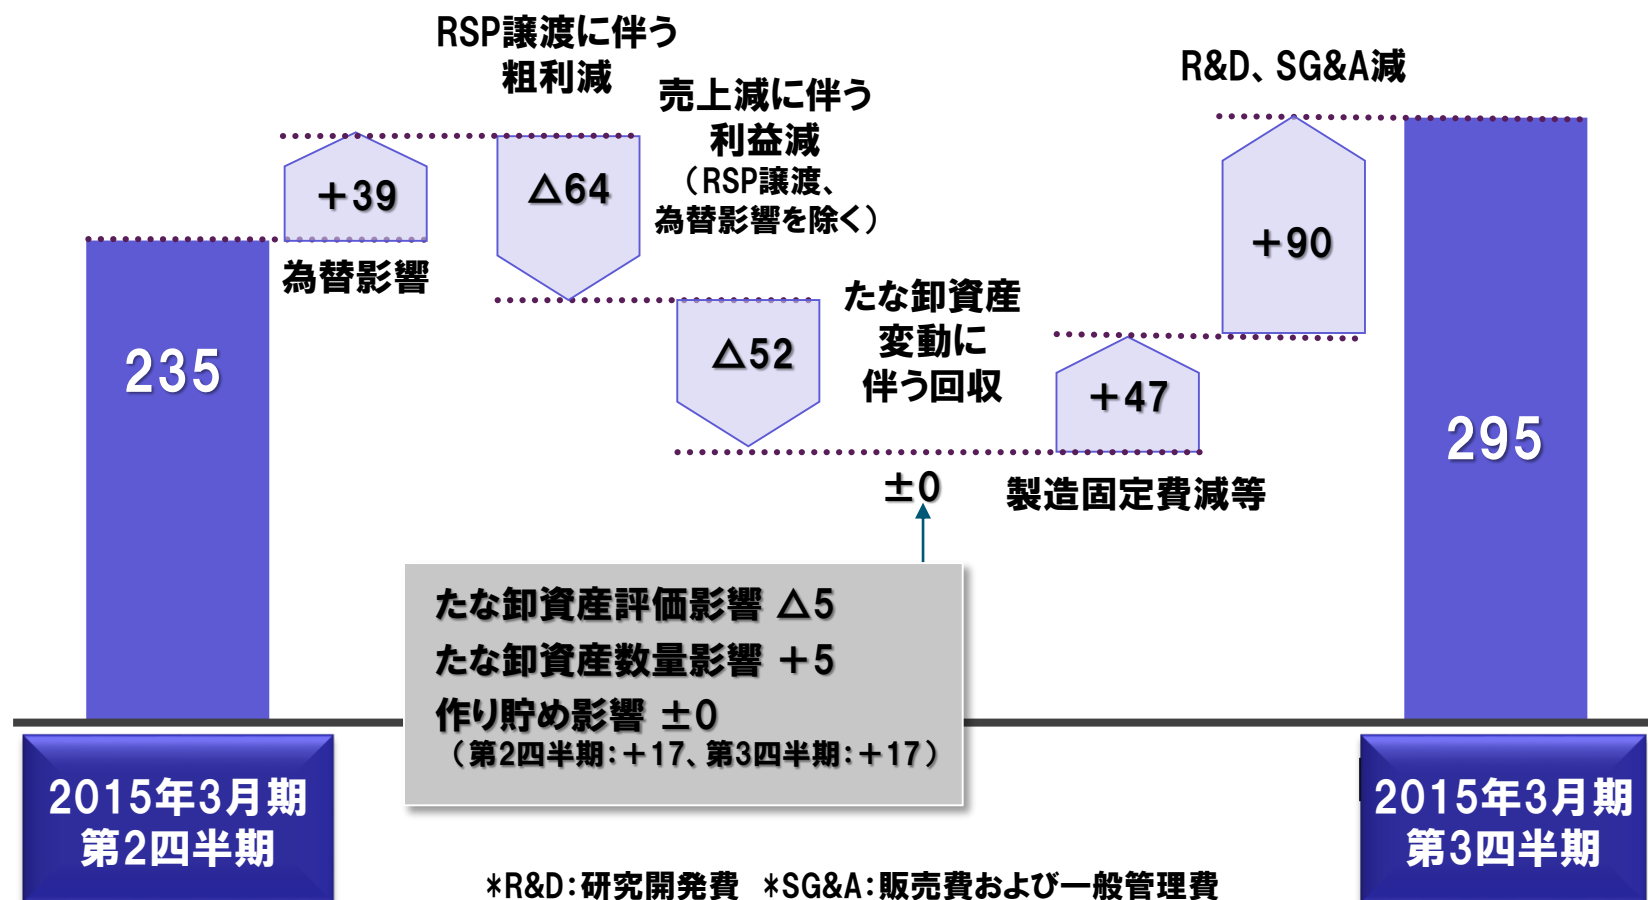 RSP譲渡に伴う
粗利減
売上減に伴う
利益減
（RSP譲渡、
為替影響を除く）
R&D、SG&A減
+39
為替影響
△64
△52
たな卸資産
変動に
伴う回収
±0
+47
製造固定費減等
+90
235
295
たな卸資産評価影響 △5
たな卸資産数量影響 +5
作り貯め影響 ±0
（第2四半期：+17、第3四半期：+17）
2015年3月期
第2四半期
2015年3月期
第3四半期
*R&D：研究開発費 *SG&A：販売費および一般管理費